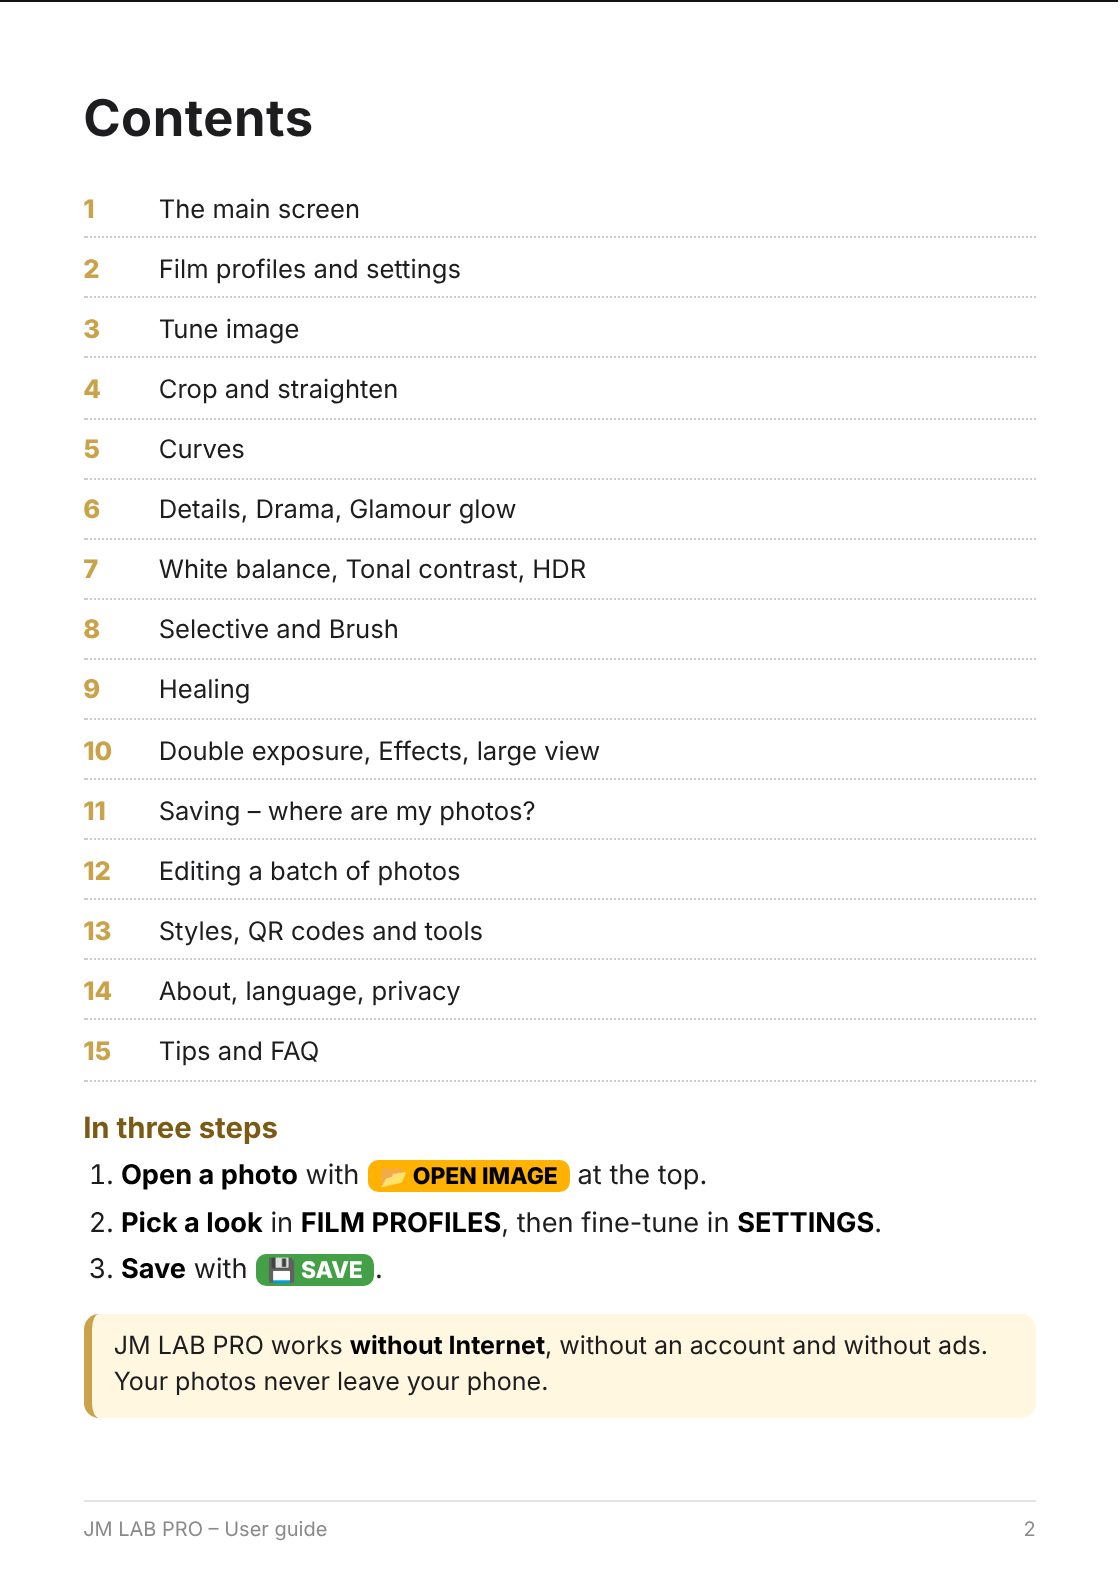 Contents
1 The main screen
2 Film profiles and settings
3 Tune image
4 Crop and straighten
5 Curves
6 Details, Drama, Glamour glow
7 White balance, Tonal contrast, HDR
8 Selective and Brush
9 Healing
10 Double exposure, Effects, large view
11 Saving – where are my photos?
12 Editing a batch of photos
13 Styles, QR codes and tools
14 About, language, privacy
15 Tips and FAQ
In three steps
1. Open a photo with 📂 OPEN IMAGE at the top.
2. Pick a look in FILM PROFILES, then fine-tune in SETTINGS.
3. Save with 💾 SAVE.
JM LAB PRO works without Internet, without an account and without ads.
Your photos never leave your phone.
JM LAB PRO – User guide 2